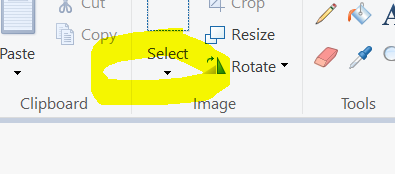 Cut
Crop
Paste
Copy
Select
Resize
Rotate
Clipboard
Image
Tools
A